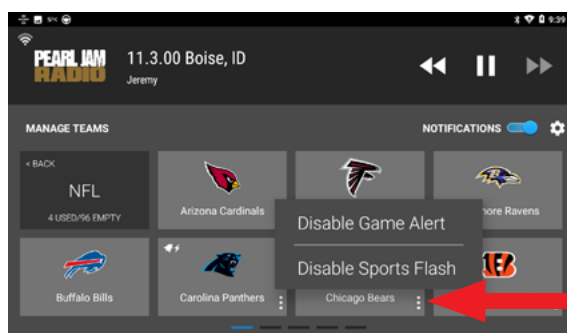 9:39
PEARL JAM
RADIO
11.3.00 Boise, ID
Jeremy
MANAGE TEAMS
NOTIFICATIONS
< BACK
NFL
4 USED/96 EMPTY
Arizona Cardinals
more Ravens
Disable Game Alert
Disable Sports Flash
Buffalo Bills
Carolina Panthers
Chicago Bears